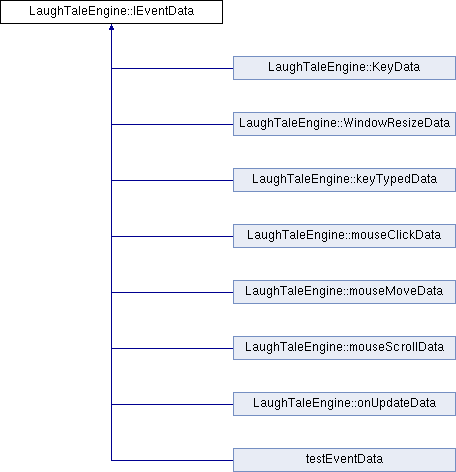 LaughTaleEngine::IEventData
LaughTaleEngine::KeyData
LaughTaleEngine::WindowResizeData
LaughTaleEngine::keyTypedData
LaughTaleEngine::mouseClickData
LaughTaleEngine::mouseMoveData
LaughTaleEngine::mouseScrollData
LaughTaleEngine::onUpdateData
testEventData